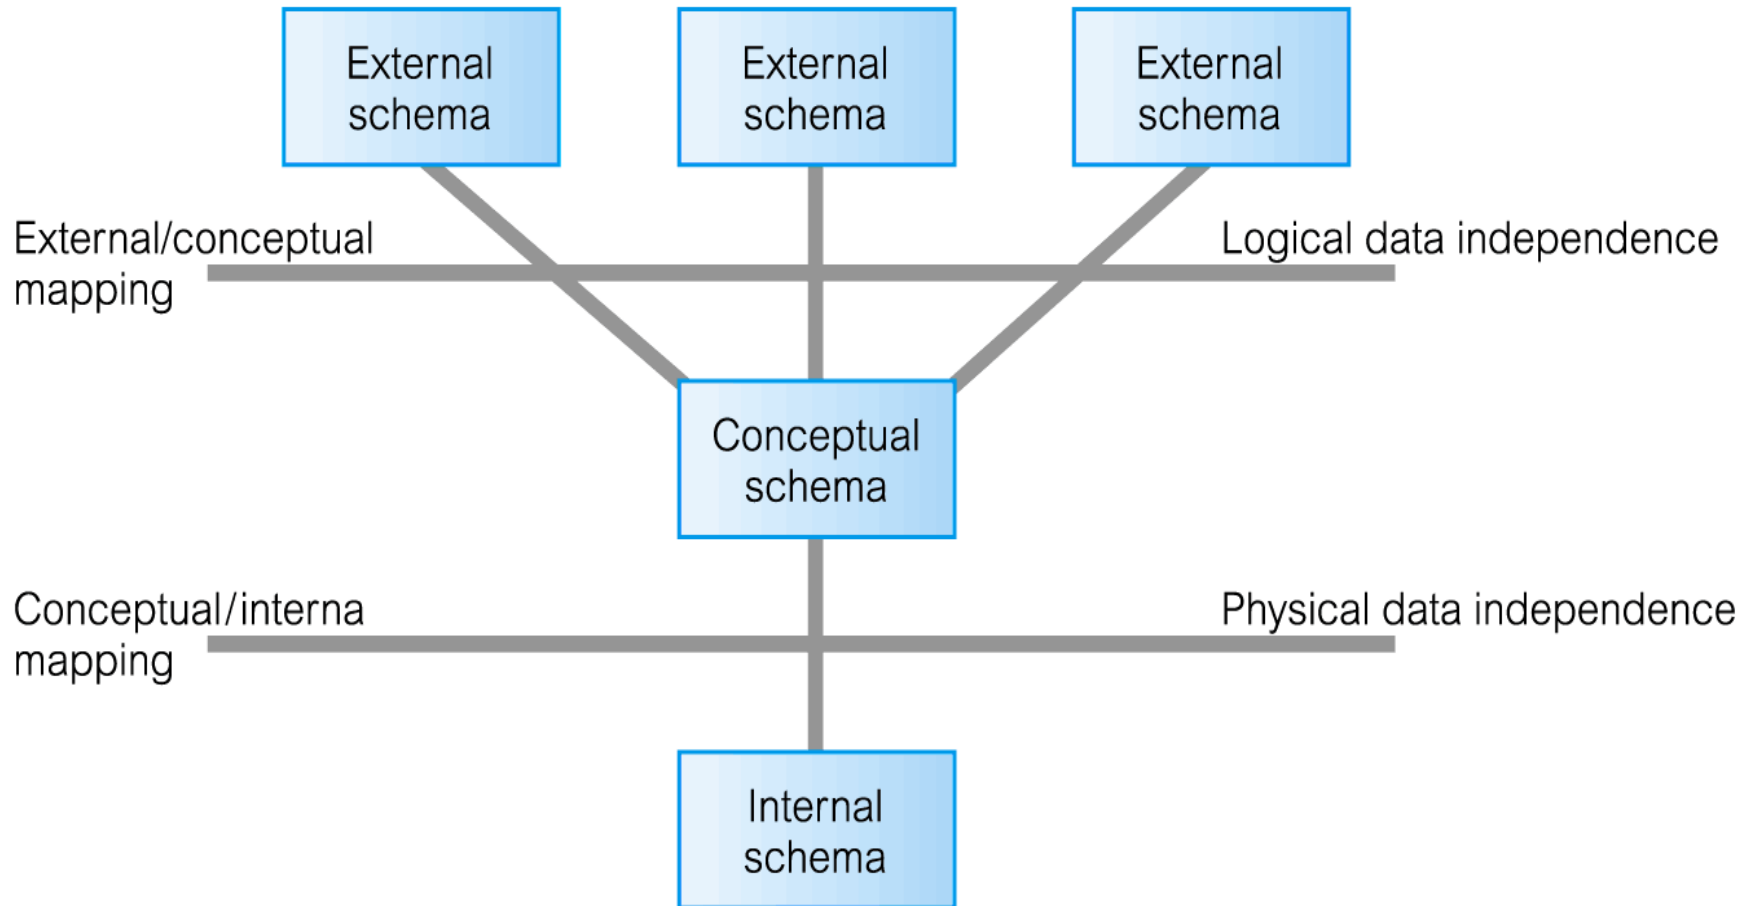 External
schema
External
schema
External
schema
External/conceptual
mapping
Logical data independence
Conceptual
schema
Conceptual/interna
mapping
Physical data independence
Internal
schema